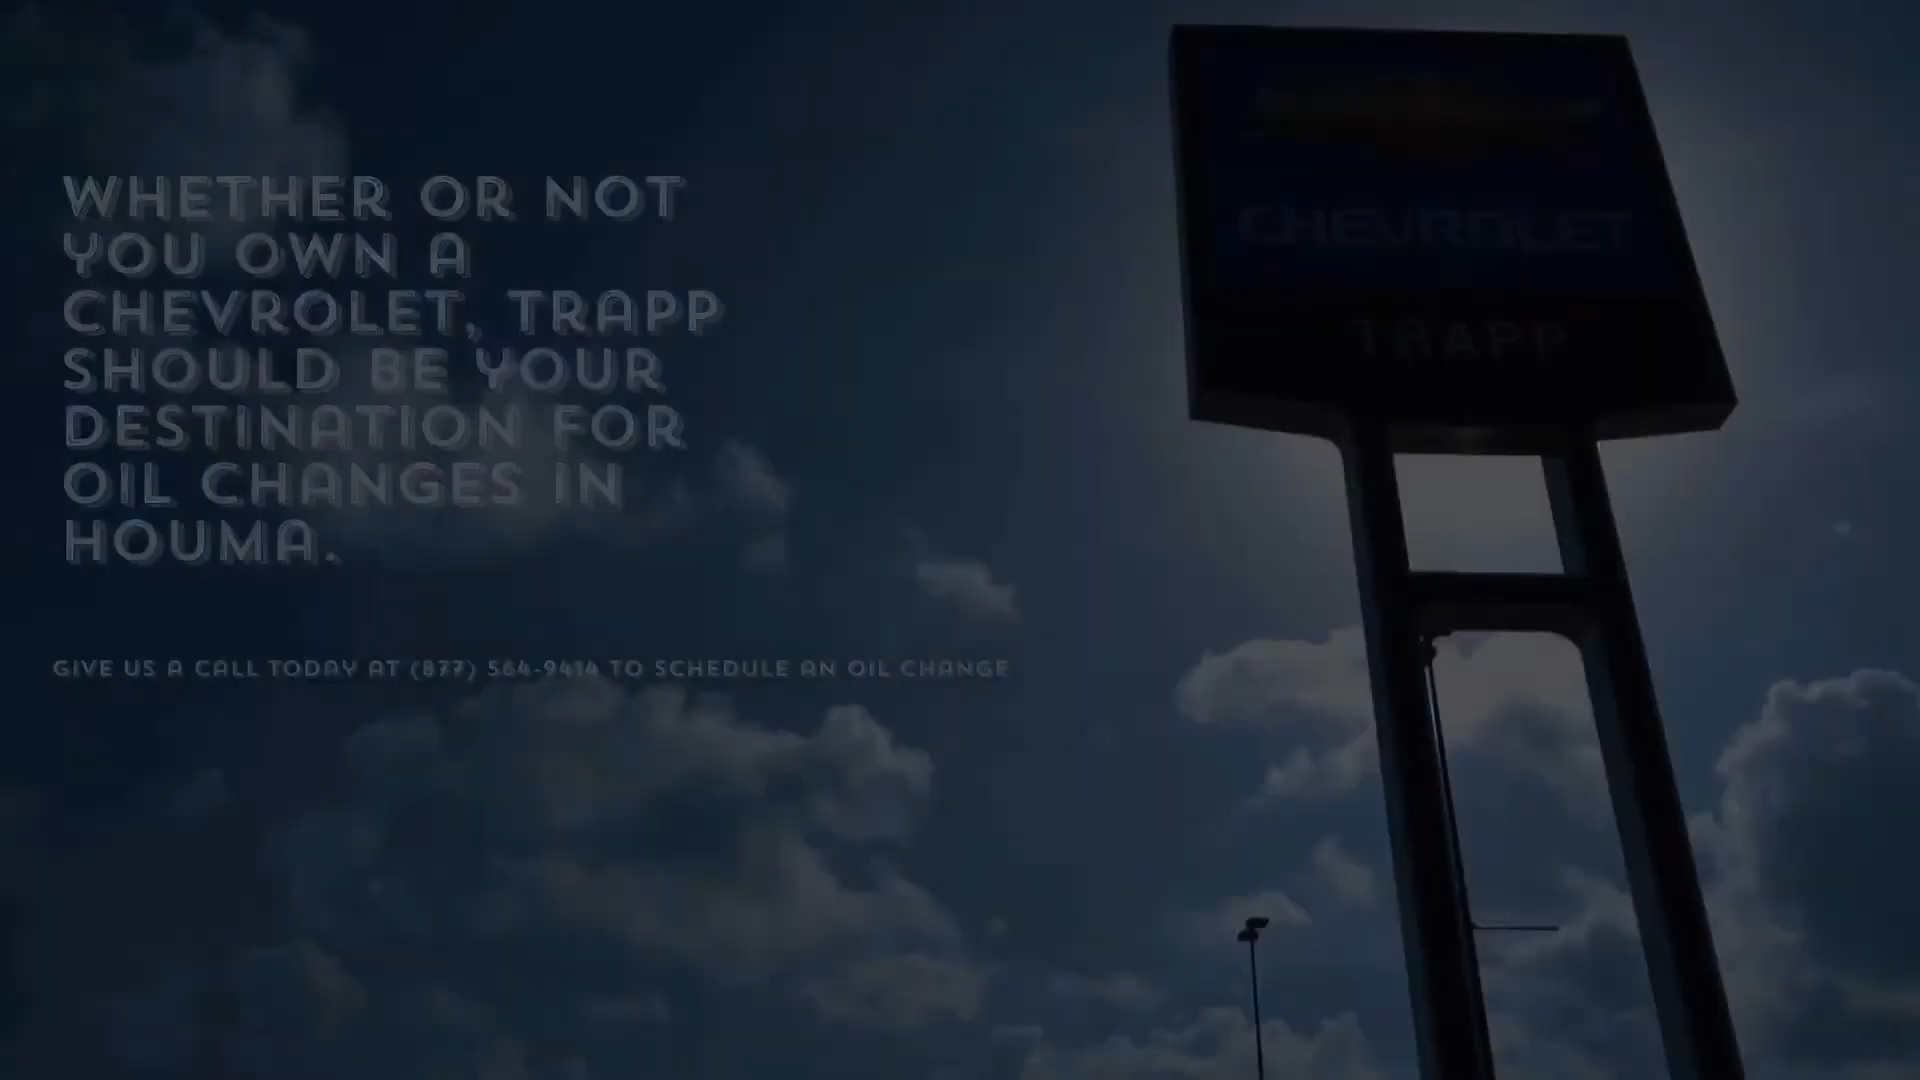 WHETHER OR NOT
YOU OWN A
CHEVROLET, TRAPP
SHOULD BE YOUR
DESTINATION FOR
OIL CHANGES IN
HOUMA.
GIVE US A CALL TODAY AT (877) 564-9414 TO SCHEDULE AN OIL CHANGE
CHEVROLET
TRAPP